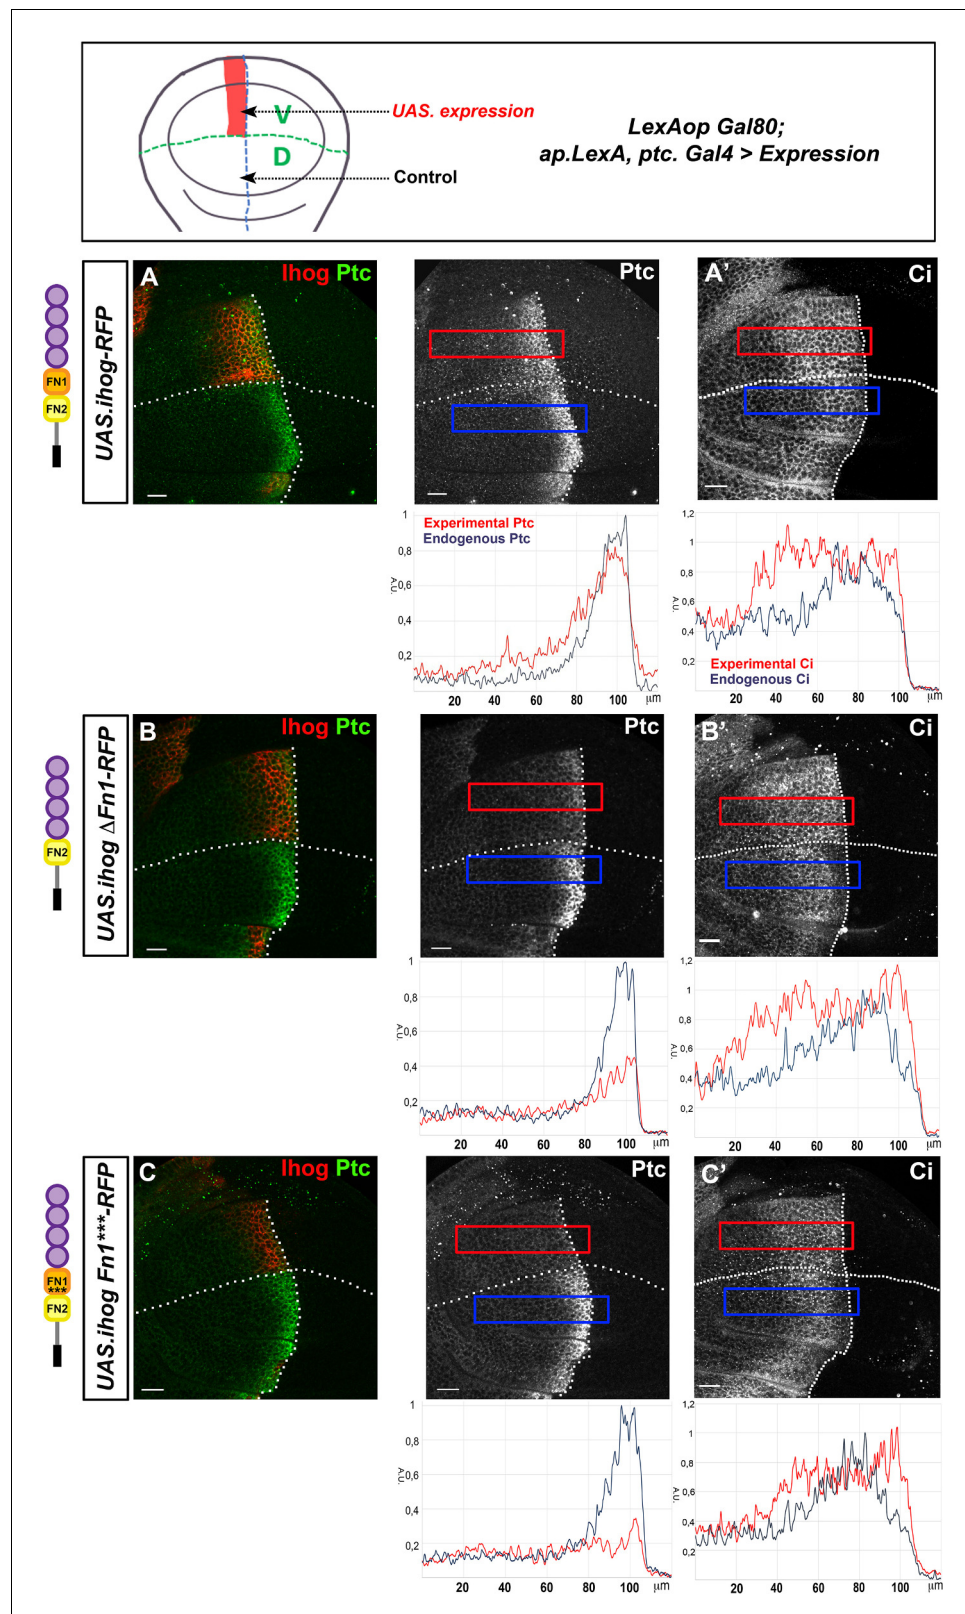 V
D
UAS. expression
Control
LexAop Gal80;
ap.LexA, ptc. Gal4 > Expression
FN1
FN2
UAS.ihog-RFP
A
Ihog Ptc
Ptc
A'
Ci
Experimental Ptc
Endogenous Ptc
1
0,8
0,6
0,4
0,2
A.U.
20 40 60 80 100 µm
1,2
1
0,8
0,6
0,4
0,2
A.U.
Experimental Ci
Endogenous Ci
20 40 60 80 100 µm
FN2
UAS.ihog ΔFn1-RFP
B
Ihog Ptc
Ptc
B'
Ci
1
0,8
0,6
0,4
0,2
A.U.
20 40 60 80 100 µm
1,2
1
0,8
0,6
0,4
0,2
A.U.
20 40 60 80 100 µm
FN1
***
FN2
UAS.ihog Fn1***-RFP
C
Ihog Ptc
Ptc
C'
Ci
1
0,8
0,6
0,4
0,2
A.U.
20 40 60 80 100 µm
1,2
1
0,8
0,6
0,4
0,2
A.U.
20 40 60 80 100 µm